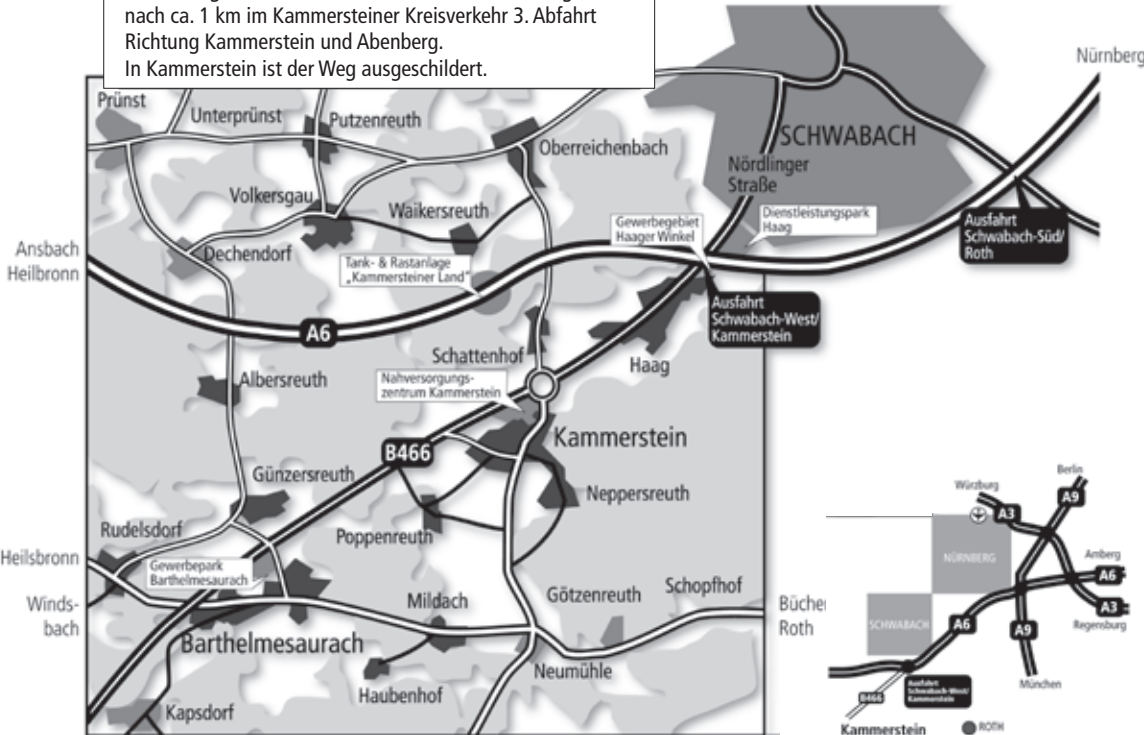 nach ca. 1 km im Kammersteiner Kreisverkehr 3. Abfahrt
Richtung Kammerstein und Abenberg.
In Kammerstein ist der Weg ausgeschildert.
Nürnberg
Prünst
Unterprünst
Putzenreuth
Oberreichenbach
SCHWABACH
Nördlinger
Straße
Volkersgau
Waikersreuth
Gewerbegebiet
Haager Winkel
Dienstleistungspark
Haag
Ausfahrt
Schwabach-Süd/
Roth
Ansbach
Heilbronn
Dechendorf
Tank- & Rastanlage
„Kammersteiner Land“
Ausfahrt
Schwabach-West/
Kammerstein
A6
Schattenhof
Haag
Albersreuth
Nahversorgungs-
zentrum Kammerstein
Kammerstein
B466
Günzersreuth
Neppersreuth
Rudelsdorf
Poppenreuth
Heilsbronn
Gewerbepark
Barthelmesaurach
Winds-
bach
Mildach
Götzenreuth
Schopfhof
Roth
Barthelmesaurach
Neumühle
Haubenhof
Kapsdorf
Berlin
Würzburg
A9
A3
NÜRNBERG
Amberg
A6
A3
Regensburg
SCHWABACH
A6
A9
München
Ausfahrt
Schwabach-West/
Kammerstein
B466
Kammerstein
ROTH